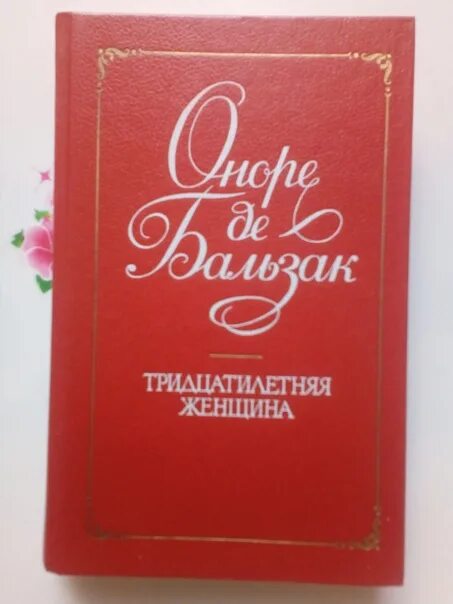 Оноре
де
Бальзак
ТРИДЦАТИЛЕТНЯЯ
ЖЕНЩИНА